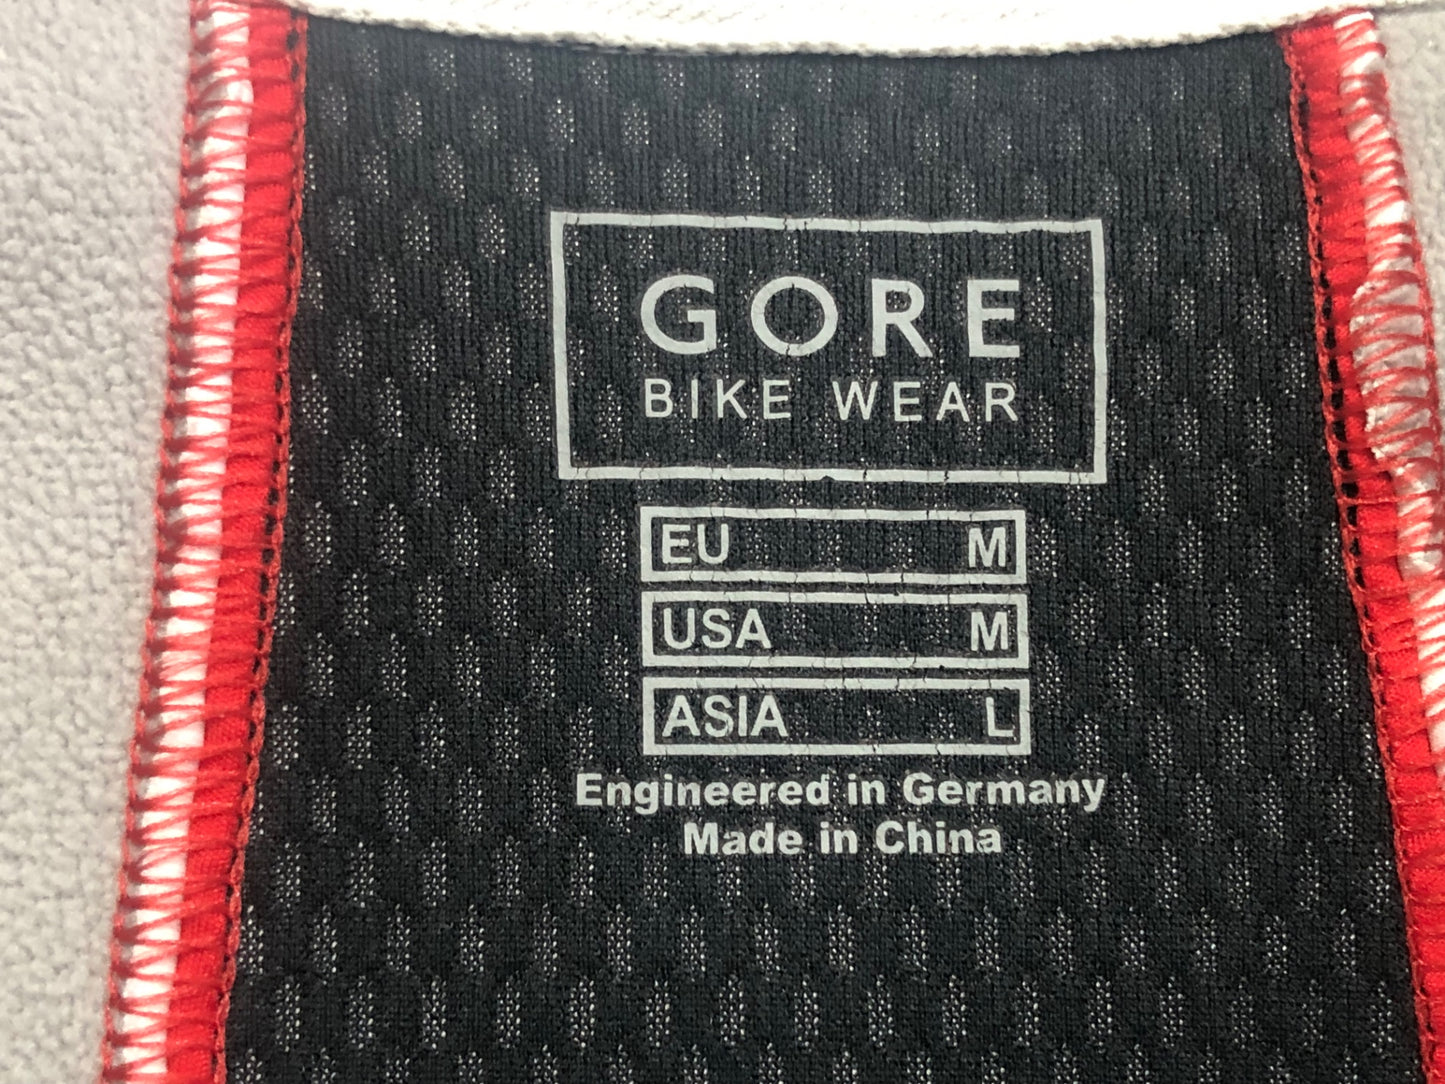 GORE
BIKE WEAR
EU M
USA M
ASIA L
Engineered in Germany
Made in China